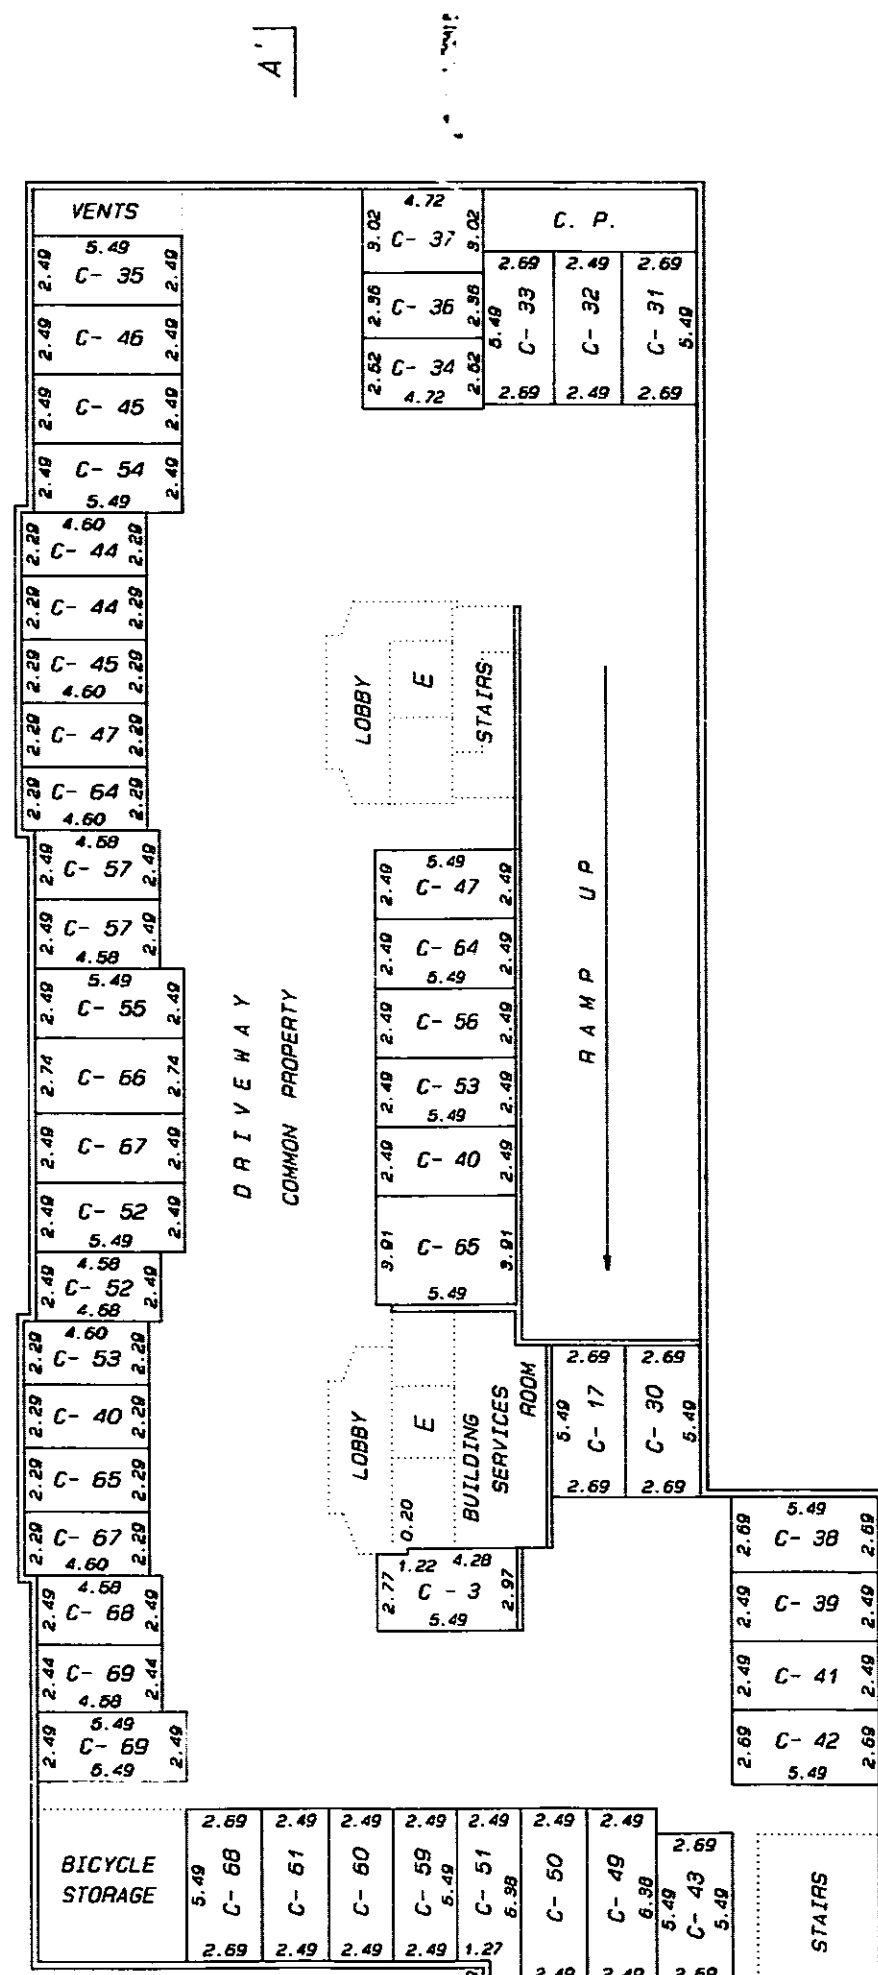 A'
VENTS
5.49
2.49 C- 35 2.49
2.49 C- 46 2.49
2.49 C- 45 2.49
2.49 C- 54 2.49
5.49
4.60
2.29 C- 44 2.29
2.29 C- 44 2.29
2.29 C- 45 2.29
4.60
2.29 C- 47 2.29
2.29 C- 64 2.29
4.60
4.58
2.49 C- 57 2.49
2.49 C- 57 2.49
4.58
5.49
2.49 C- 55 2.49
2.74 C- 66 2.74
2.49 C- 67 2.49
2.49 C- 52 2.49
5.49
4.58
2.49 C- 52 2.49
4.58
4.60
2.29 C- 53 2.29
2.29 C- 40 2.29
2.29 C- 65 2.29
2.29 C- 67 2.29
4.60
4.58
2.49 C- 68 2.49
2.44 C- 69 2.44
4.58
5.49
2.49 C- 69 2.49
5.49
BICYCLE
STORAGE
DRIVEWAY
COMMON PROPERTY
4.72
3.02 C- 37 3.02
2.36 C- 36 2.36
2.52 C- 34 2.52
4.72
C. P.
2.69 2.49 2.69
5.49 C- 33 C- 32 C- 31 5.49
2.69 2.49 2.69
LOBBY
E
STAIRS
5.49
2.49 C- 47 2.49
2.49 C- 64 2.49
5.49
2.49 C- 56 2.49
2.49 C- 53 2.49
5.49
2.49 C- 40 2.49
3.91 C- 65 3.91
5.49
RAMP UP
LOBBY
E
BUILDING
SERVICES
ROOM
0.20
1.22 4.28
2.77 C - 3 2.97
5.49
2.69 2.69
5.49 C- 17 C- 30 5.49
2.69 2.69
5.49
2.69 C- 38 2.69
2.49 C- 39 2.49
2.49 C- 41 2.49
2.69 C- 42 2.69
5.49
2.69 2.49 2.49 2.49 2.49 2.49 2.49 2.69
5.49 C- 68 C- 61 C- 60 C- 59 5.49 C- 51 6.38 C- 50 C- 49 6.38 5.49 C- 43 5.49
2.69 2.49 2.49 2.49 1.27
2.49 2.49 2.69
STAIRS